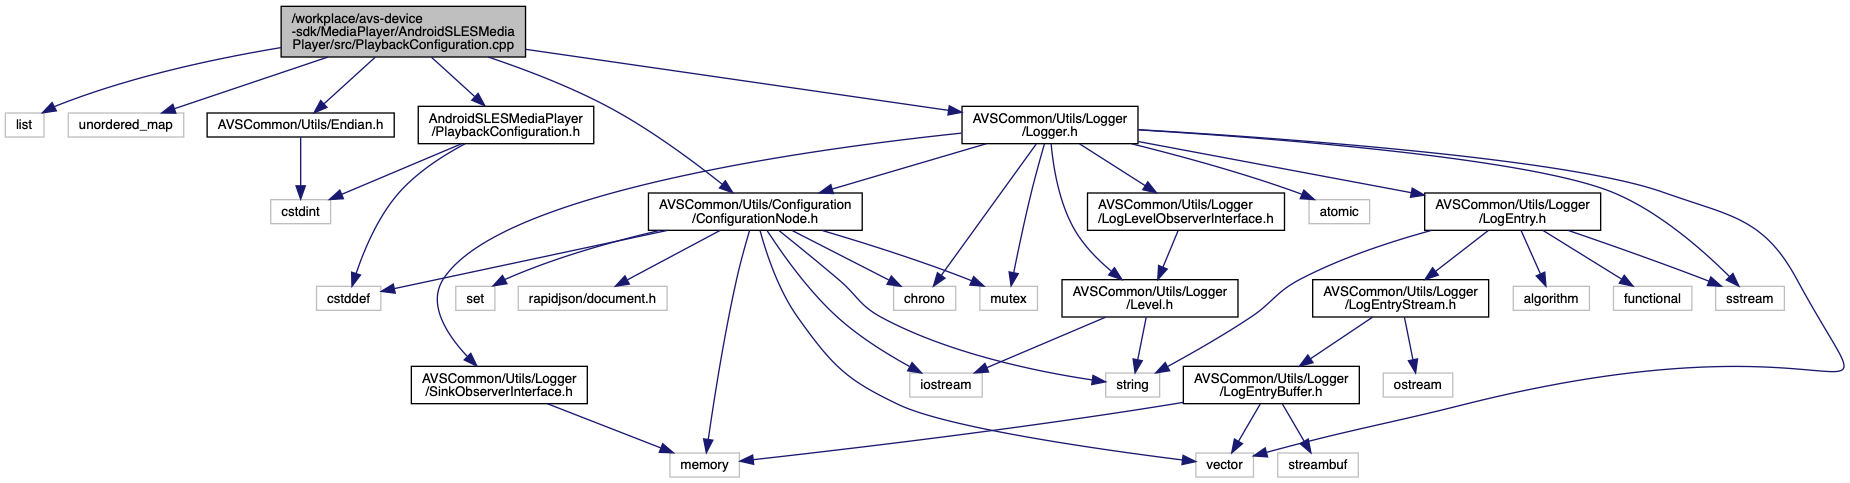 /workplace/avs-device
-sdk/MediaPlayer/AndroidSLESMedia
Player/src/PlaybackConfiguration.cpp
list
unordered_map
AVSCommon/Utils/Endian.h
AndroidSLESMediaPlayer
/PlaybackConfiguration.h
AVSCommon/Utils/Logger
/Logger.h
cstdint
AVSCommon/Utils/Configuration
/ConfigurationNode.h
AVSCommon/Utils/Logger
/LogLevelObserverInterface.h
atomic
AVSCommon/Utils/Logger
/LogEntry.h
cstddef
set
rapidjson/document.h
chrono
mutex
AVSCommon/Utils/Logger
/Level.h
AVSCommon/Utils/Logger
/LogEntryStream.h
algorithm
functional
sstream
AVSCommon/Utils/Logger
/SinkObserverInterface.h
iostream
string
AVSCommon/Utils/Logger
/LogEntryBuffer.h
ostream
memory
vector
streambuf